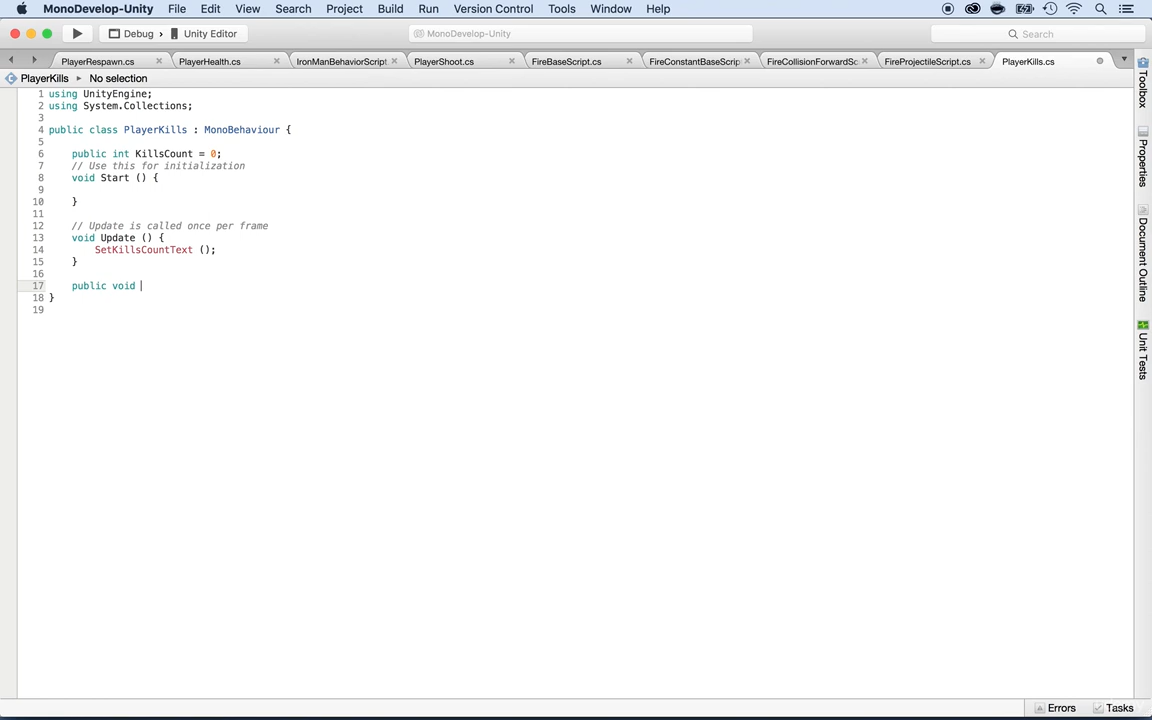 MonoDevelop-Unity File Edit View Search Project Build Run Version Control Tools Window Help
Debug › Unity Editor
MonoDevelop-Unity
Search
PlayerRespawn.cs
PlayerHealth.cs
IronManBehaviorScript
PlayerShoot.cs
FireBaseScript.cs
FireConstantBaseScrip
FireCollisionForwardSc
FireProjectileScript.cs
PlayerKills.cs
PlayerKills ▸ No selection
1 using UnityEngine;
2 using System.Collections;
3
4 public class PlayerKills : MonoBehaviour {
5
6 public int KillsCount = 0;
7 // Use this for initialization
8 void Start () {
9
10 }
11
12 // Update is called once per frame
13 void Update () {
14 SetKillsCountText ();
15 }
16
17 public void
18 }
19
Toolbox
Properties
Document Outline
Unit Tests
Errors
Tasks